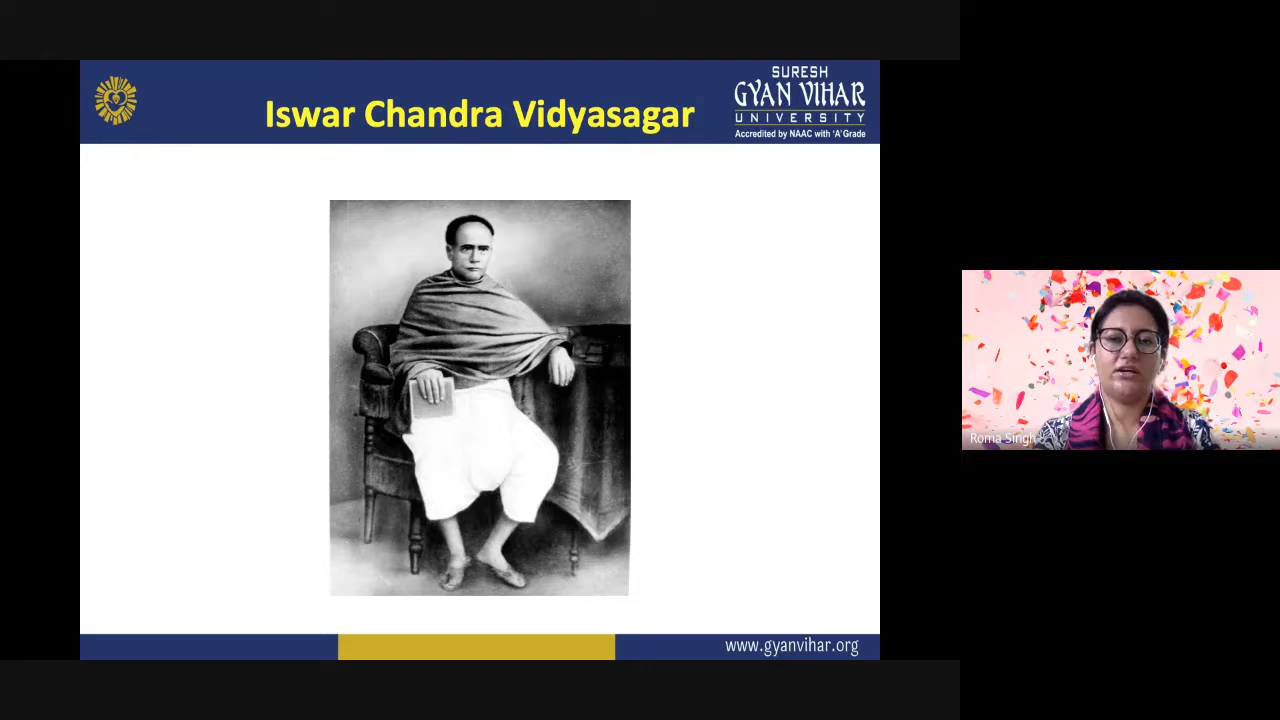 Iswar Chandra Vidyasagar
SURESH
GYAN VIHAR
UNIVERSITY
Accredited by NAAC with 'A' Grade
Roma Singh
www.gyanvihar.org